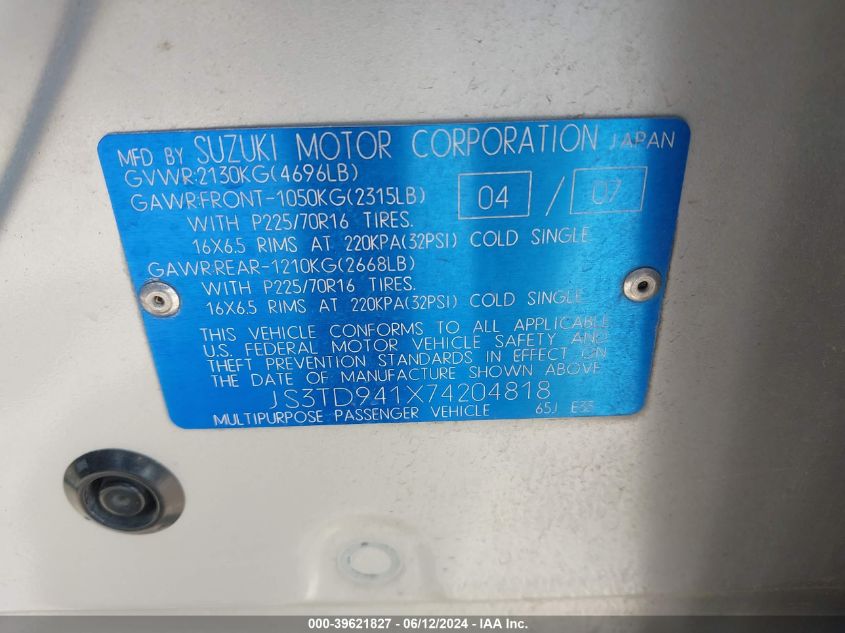 MFD BY SUZUKI MOTOR CORPORATION JAPAN
GVWR:2130KG(4696LB)
GAWR:FRONT-1050KG(2315LB) 04 / 07
WITH P225/70R16 TIRES.
16X6.5 RIMS AT 220KPA(32PSI) COLD SINGLE
GAWR:REAR-1210KG(2668LB)
WITH P225/70R16 TIRES.
16X6.5 RIMS AT 220KPA(32PSI) COLD SINGLE
THIS VEHICLE CONFORMS TO ALL APPLICABLE
U.S. FEDERAL MOTOR VEHICLE SAFETY AND
THEFT PREVENTION STANDARDS IN EFFECT ON
THE DATE OF MANUFACTURE SHOWN ABOVE.
JS3TD941X74204818
MULTIPURPOSE PASSENGER VEHICLE 65J E33
000-39621827 - 06/12/2024 - IAA, Inc.